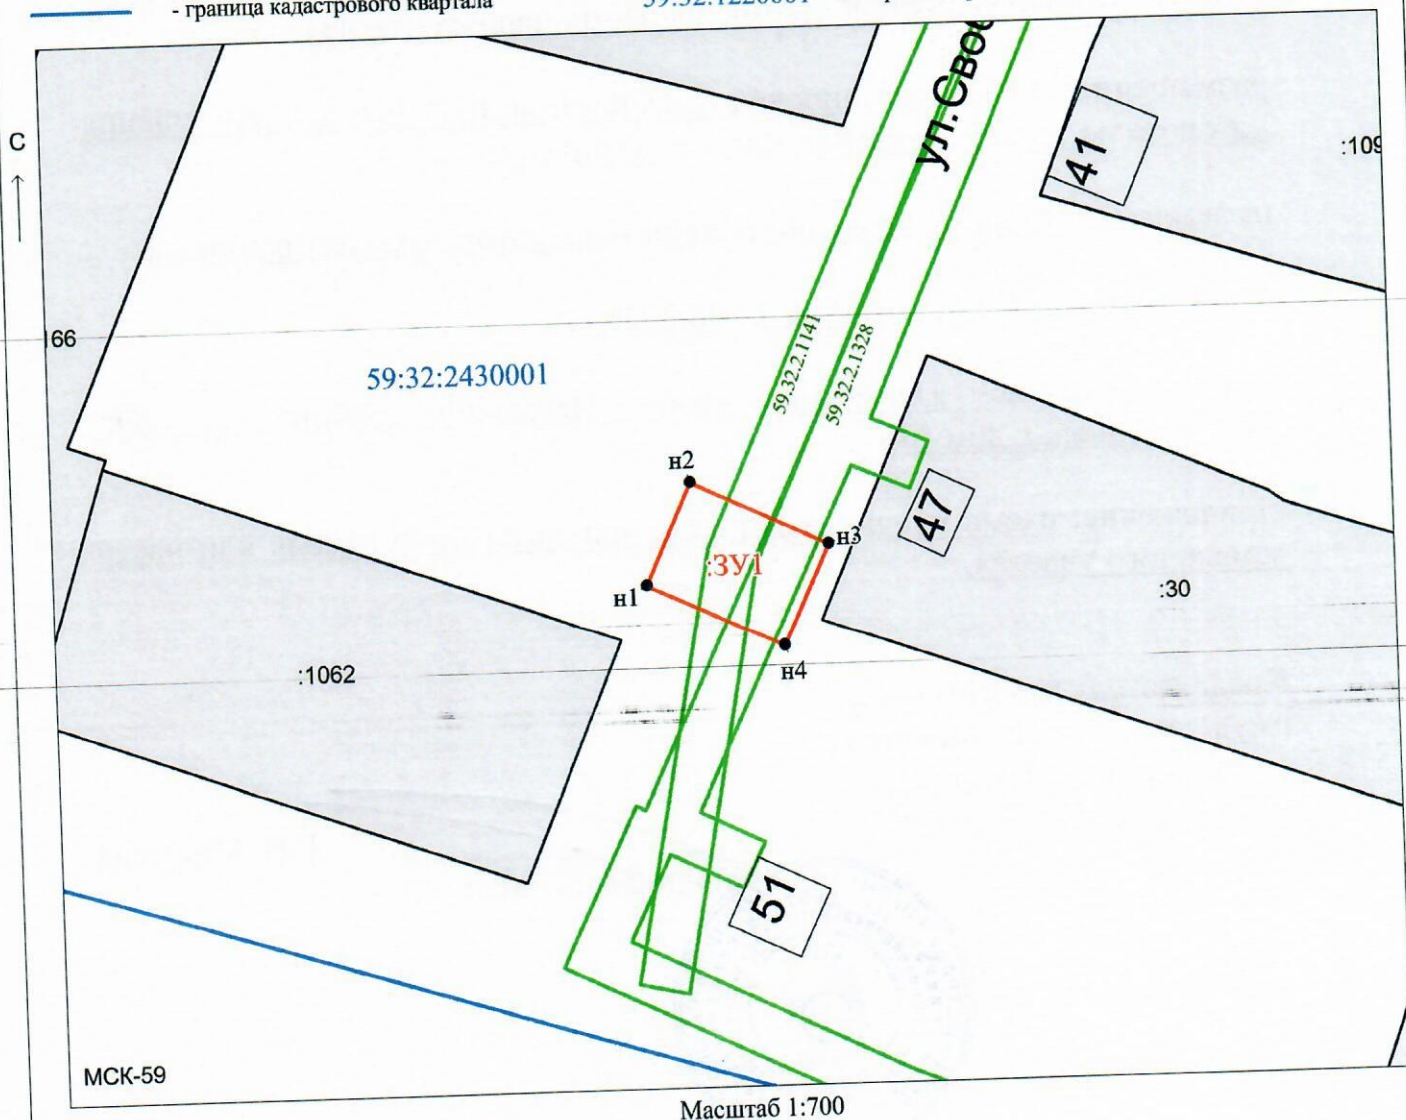 - граница кадастрового квартала
ул.Своб
С
41
:109
:166
59:32:2430001
59.32.2.1141
59.32.2.1328
н2
47
н3
:ЗУ1
н1
:30
н4
:1062
51
МСК-59
Масштаб 1:700